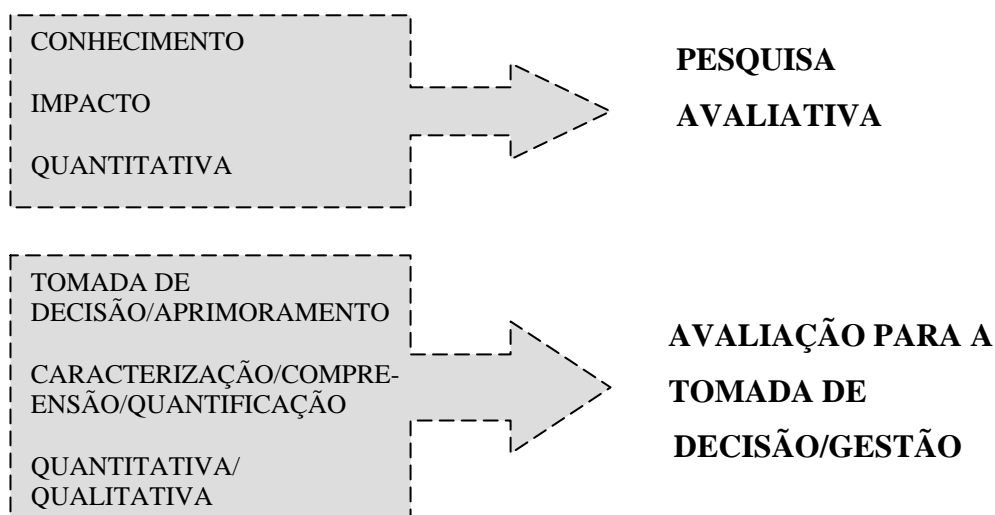 CONHECIMENTO
IMPACTO
QUANTITATIVA
PESQUISA
AVALIATIVA
TOMADA DE
DECISÃO/APRIMORAMENTO
CARACTERIZAÇÃO/COMPRE-
ENSÃO/QUANTIFICAÇÃO
QUANTITATIVA/
QUALITATIVA
AVALIAÇÃO PARA A
TOMADA DE
DECISÃO/GESTÃO